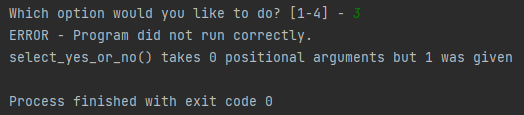 Which option would you like to do? [1-4] - 3
ERROR - Program did not run correctly.
select_yes_or_no() takes 0 positional arguments but 1 was given
Process finished with exit code 0